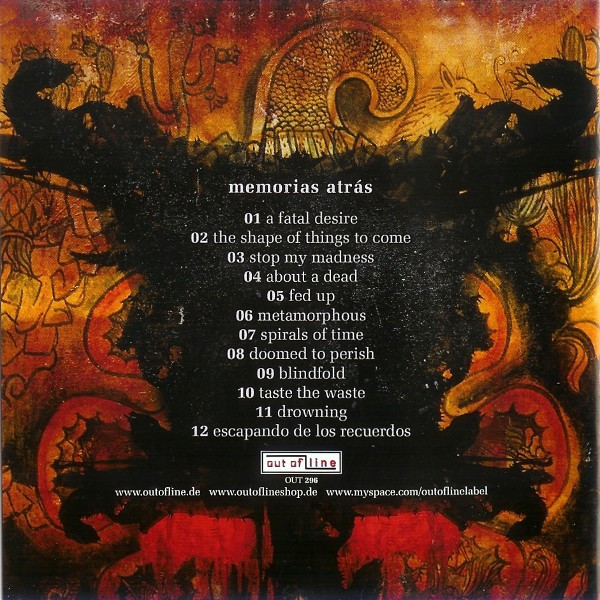 memorias atrás
01 a fatal desire
02 the shape of things to come
03 stop my madness
04 about a dead
05 fed up
06 metamorphous
07 spirals of time
08 doomed to perish
09 blindfold
10 taste the waste
11 drowning
12 escapando de los recuerdos
out of line
OUT 296
www.outofline.de www.outoflineshop.de www.myspace.com/outoflinelabel